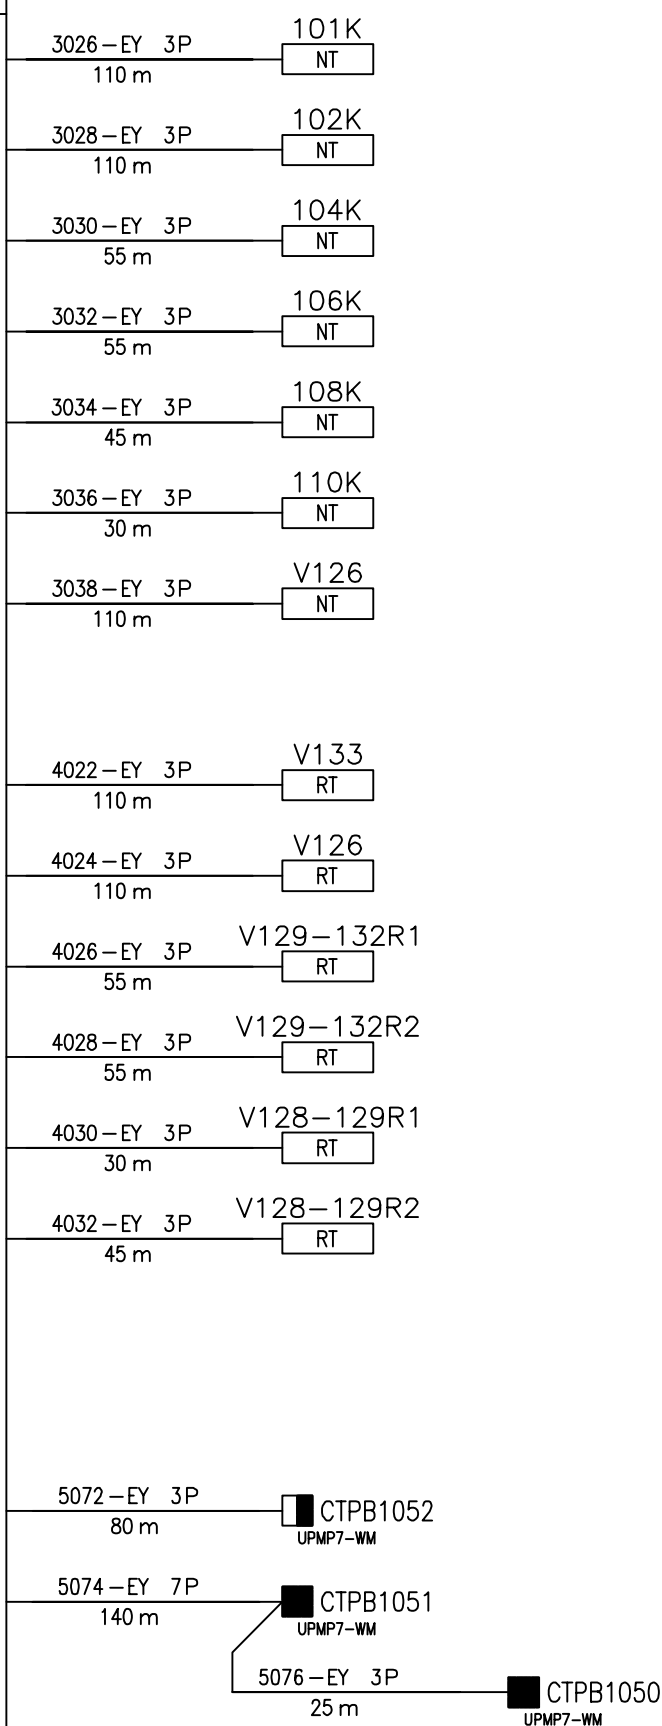 101K
3026-EY 3P
NT
110 m
102K
3028-EY 3P
NT
110 m
104K
3030-EY 3P
NT
55 m
106K
3032-EY 3P
NT
55 m
108K
3034-EY 3P
NT
45 m
110K
3036-EY 3P
NT
30 m
V126
3038-EY 3P
NT
110 m
V133
4022-EY 3P
RT
110 m
V126
4024-EY 3P
RT
110 m
V129-132R1
4026-EY 3P
RT
55 m
V129-132R2
4028-EY 3P
RT
55 m
V128-129R1
4030-EY 3P
RT
30 m
V128-129R2
4032-EY 3P
RT
45 m
5072-EY 3P
CTPB1052
80 m
UPMP7-WM
5074-EY 7P
CTPB1051
140 m
UPMP7-WM
5076-EY 3P
CTPB1050
25 m
UPMP7-WM